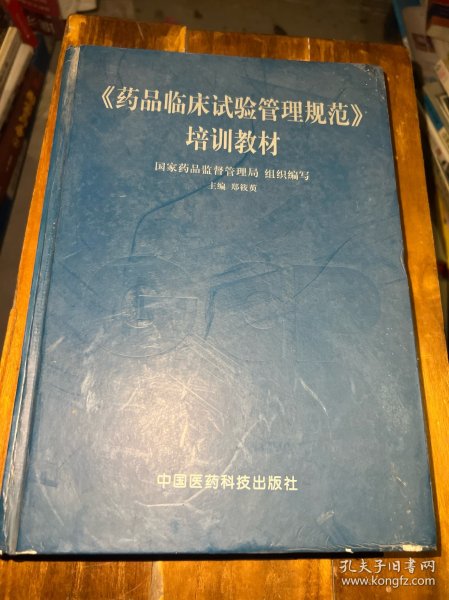 《药品临床试验管理规范》
培训教材
国家药品监督管理局 组织编写
主编 郑筱萸
GCP
中国医药科技出版社
孔夫子旧书网
www.kongfz.com